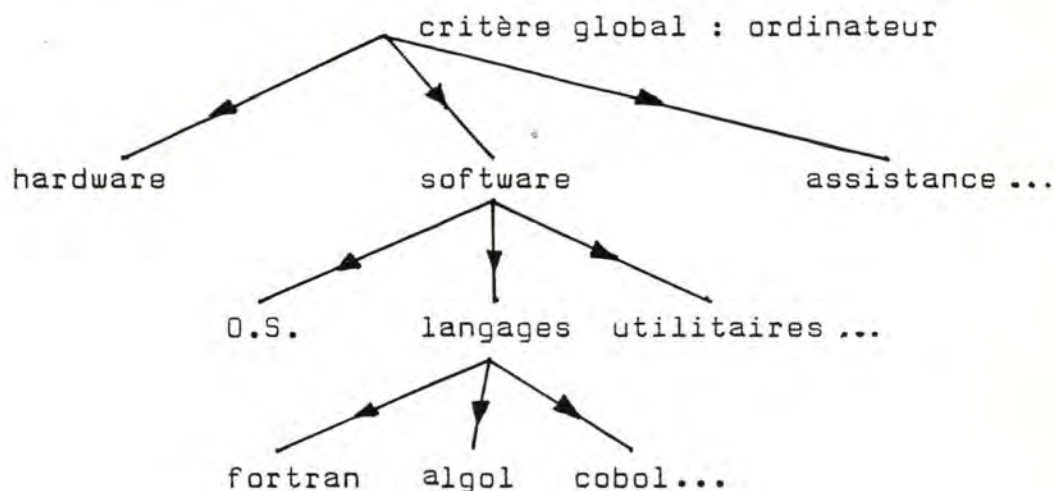 critère global : ordinateur
hardware software assistance ...
O.S. langages utilitaires ...
fortran algol cobol...